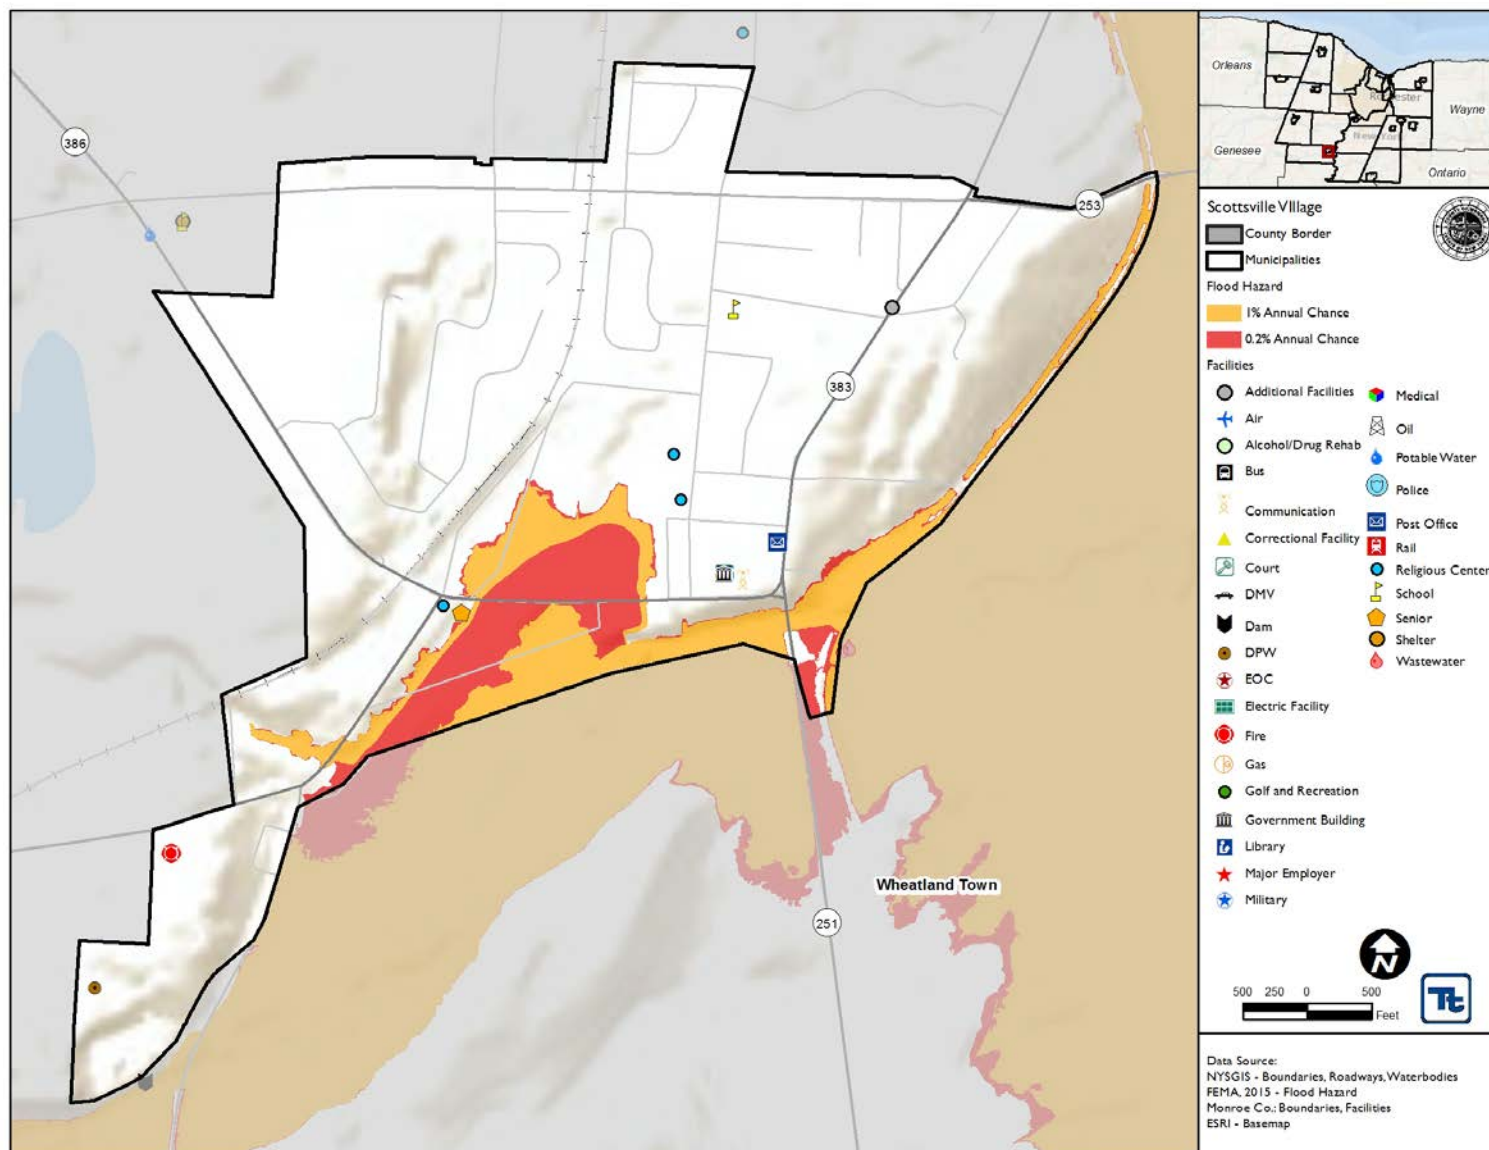 386
253
383
Wheatland Town
251
Orleans
Rochester
Wayne
New York
Genesee
Ontario
Scottsville Village
County Border
Municipalities
Flood Hazard
1% Annual Chance
0.2% Annual Chance
Facilities
Additional Facilities
Air
Alcohol/Drug Rehab
Bus
Communication
Correctional Facility
Court
DMV
Dam
DPW
EOC
Electric Facility
Fire
Gas
Golf and Recreation
Government Building
Library
Major Employer
Military
Medical
Oil
Potable Water
Police
Post Office
Rail
Religious Center
School
Senior
Shelter
Wastewater
N
500 250 0 500
Feet
Tt
Data Source:
NYSGIS - Boundaries, Roadways, Waterbodies
FEMA, 2015 - Flood Hazard
Monroe Co.: Boundaries, Facilities
ESRI - Basemap